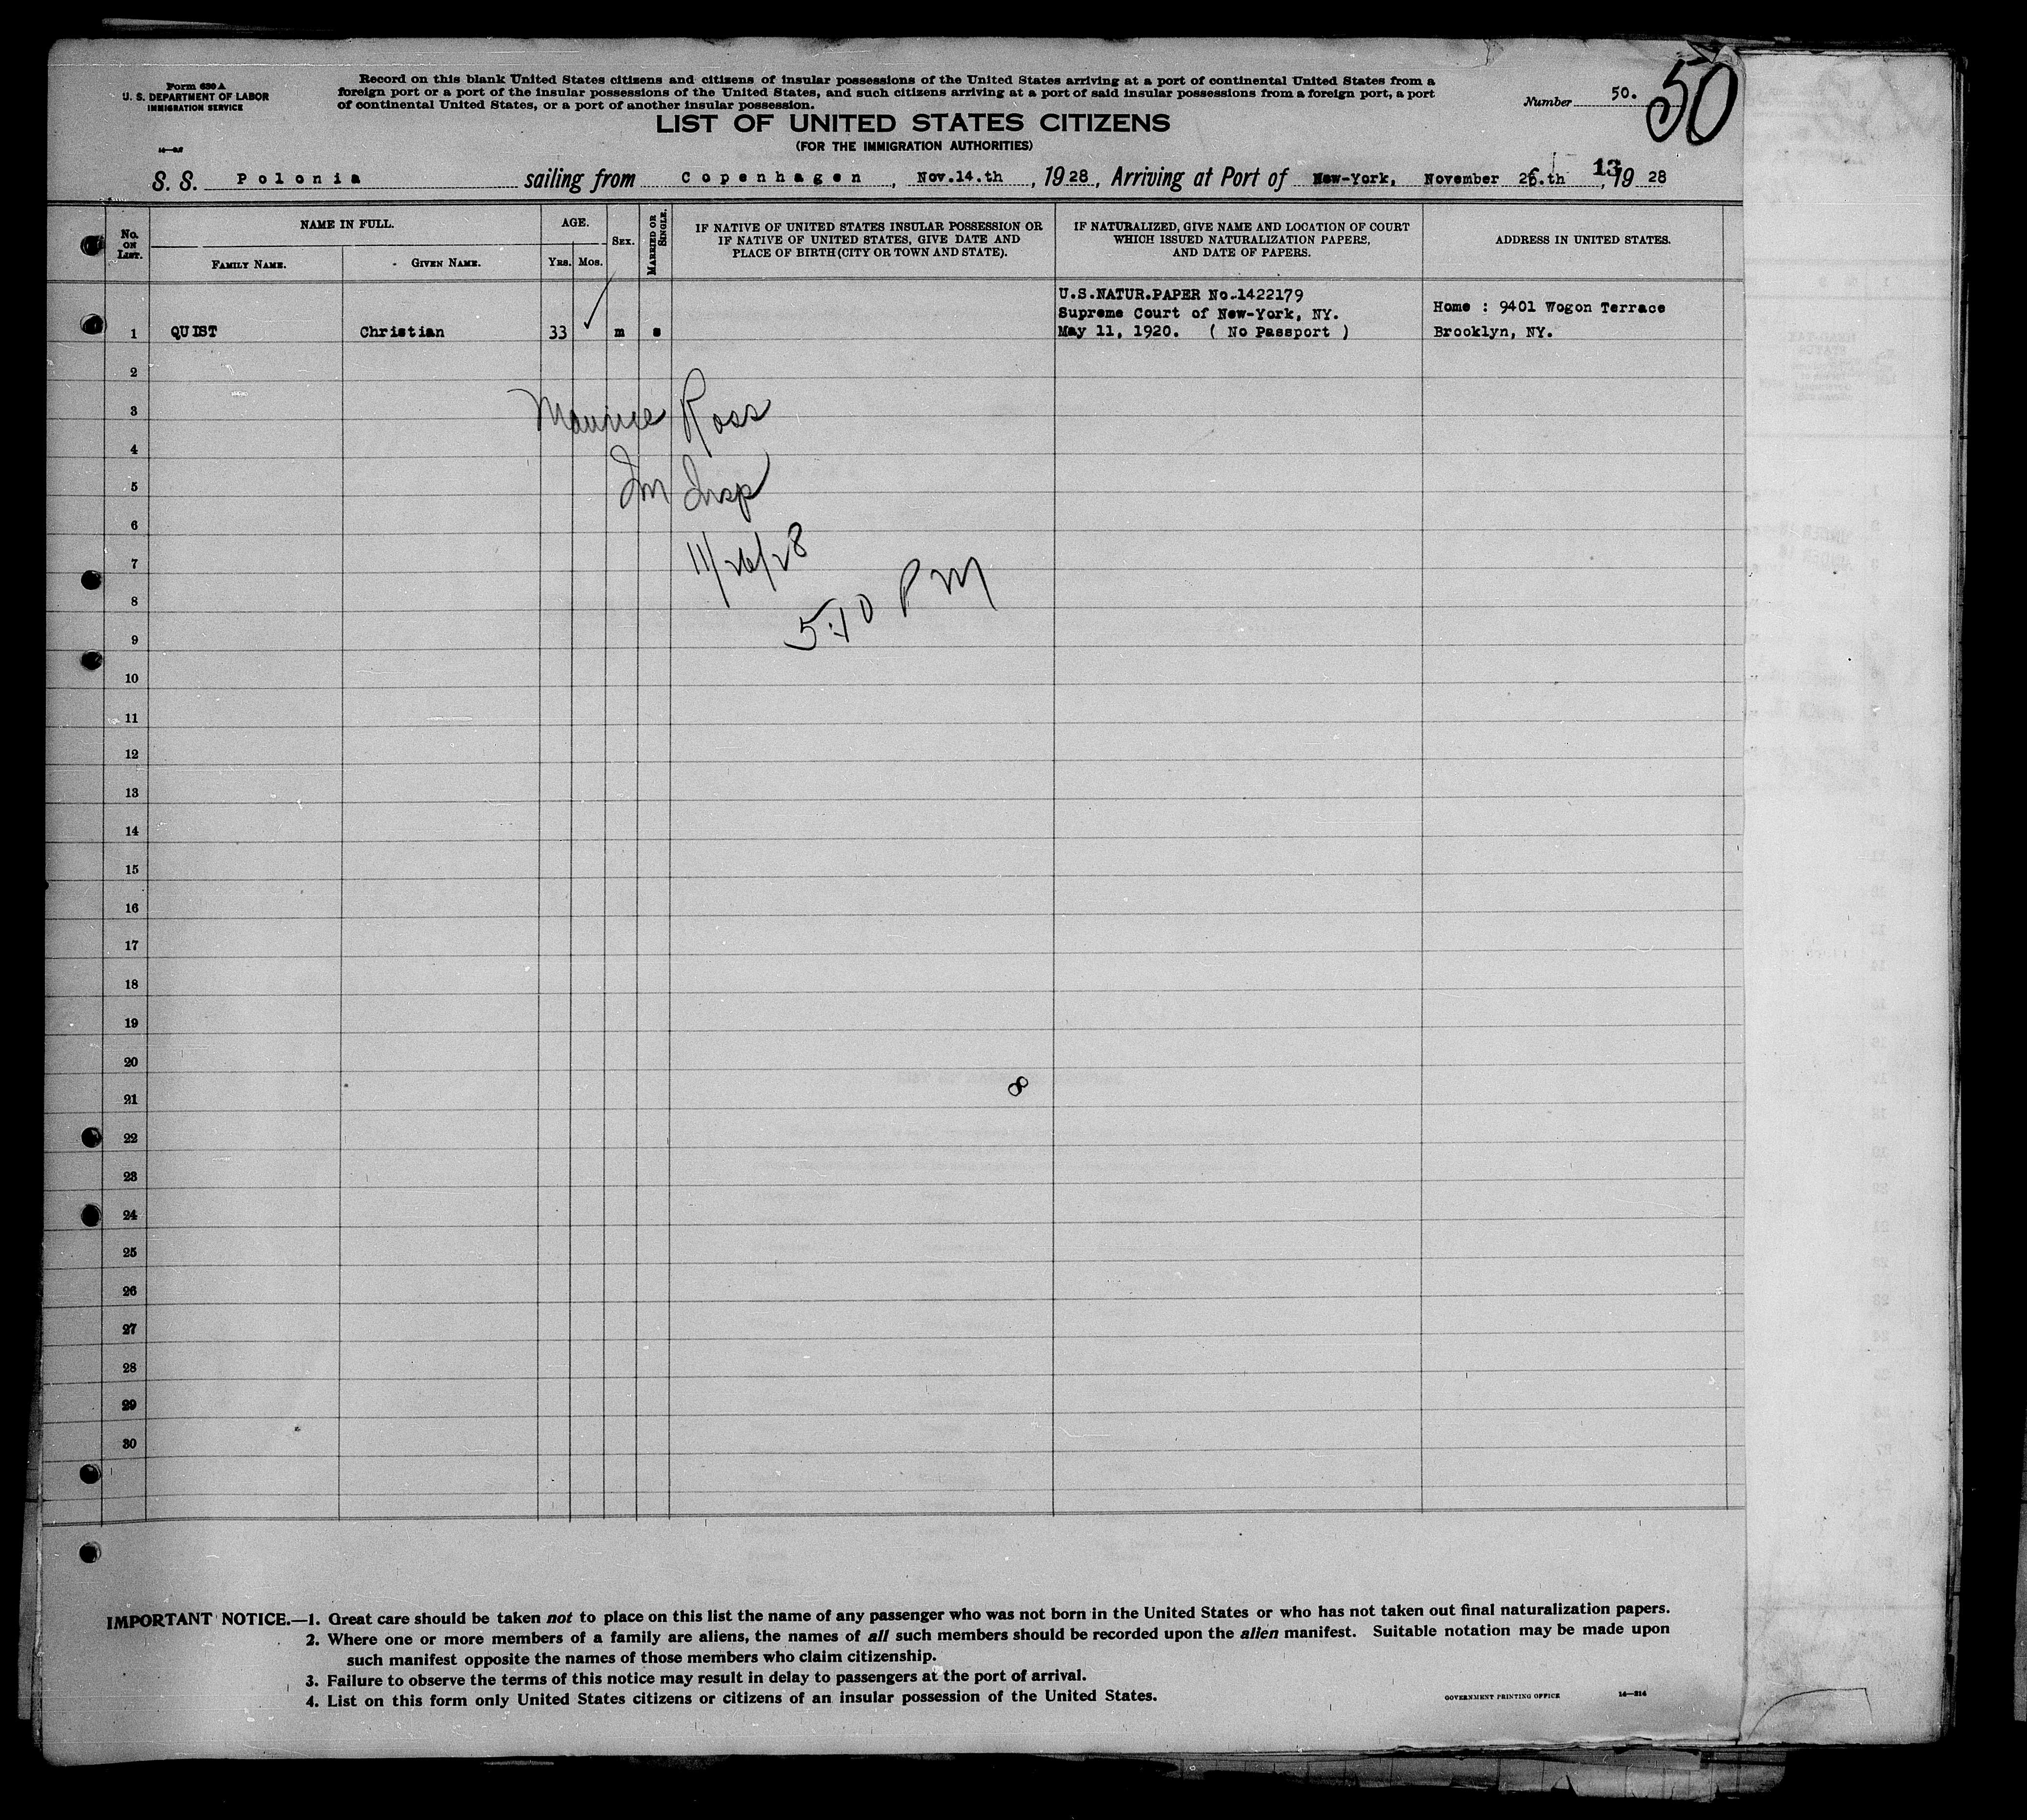 Form 630 A
U. S. DEPARTMENT OF LABOR
IMMIGRATION SERVICE
Record on this blank United States citizens and citizens of insular possessions of the United States arriving at a port of continental United States from a
foreign port or a port of the insular possessions of the United States, and such citizens arriving at a port of said insular possessions from a foreign port, a port
of continental United States, or a port of another insular possession.
Number 50.
50
LIST OF UNITED STATES CITIZENS
(FOR THE IMMIGRATION AUTHORITIES)
S. S. Polonia sailing from Copenhagen, Nov.14.th, 1928, Arriving at Port of New-York, November 26.th, 1928
13
No. on List.
NAME IN FULL.
Family Name.
Given Name.
AGE.
Yrs. Mos.
Sex.
Married or Single.
IF NATIVE OF UNITED STATES INSULAR POSSESSION OR
IF NATIVE OF UNITED STATES, GIVE DATE AND
PLACE OF BIRTH (CITY OR TOWN AND STATE).
IF NATURALIZED, GIVE NAME AND LOCATION OF COURT
WHICH ISSUED NATURALIZATION PAPERS,
AND DATE OF PAPERS.
ADDRESS IN UNITED STATES.
1 QUIST Christian 33 m s
U.S.NATUR.PAPER No.1422179
Supreme Court of New-York, NY.
May 11, 1920. ( No Passport )
Home : 9401 Wogon Terrace
Brooklyn, NY.
2
3
Maurice Ross
4
5
Im Insp
6
7
11/26/28
8
5:10 PM
9
10
11
12
13
14
15
16
17
18
19
20
21
8
22
23
24
25
26
27
28
29
30
IMPORTANT NOTICE.—1. Great care should be taken not to place on this list the name of any passenger who was not born in the United States or who has not taken out final naturalization papers.
2. Where one or more members of a family are aliens, the names of all such members should be recorded upon the alien manifest. Suitable notation may be made upon
such manifest opposite the names of those members who claim citizenship.
3. Failure to observe the terms of this notice may result in delay to passengers at the port of arrival.
4. List on this form only United States citizens or citizens of an insular possession of the United States.
GOVERNMENT PRINTING OFFICE
14—214